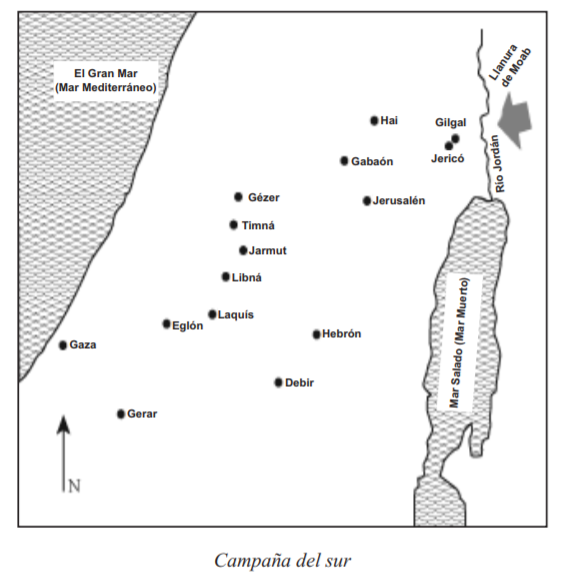 El Gran Mar
(Mar Mediterráneo)
Llanura
de Moab
Hai
Gilgal
Jericó
Gabaón
Río Jordán
Gézer
Jerusalén
Timná
Jarmut
Libná
Laquís
Eglón
Hebrón
Mar Salado (Mar Muerto)
Gaza
Debir
Gerar
N
Campaña del sur